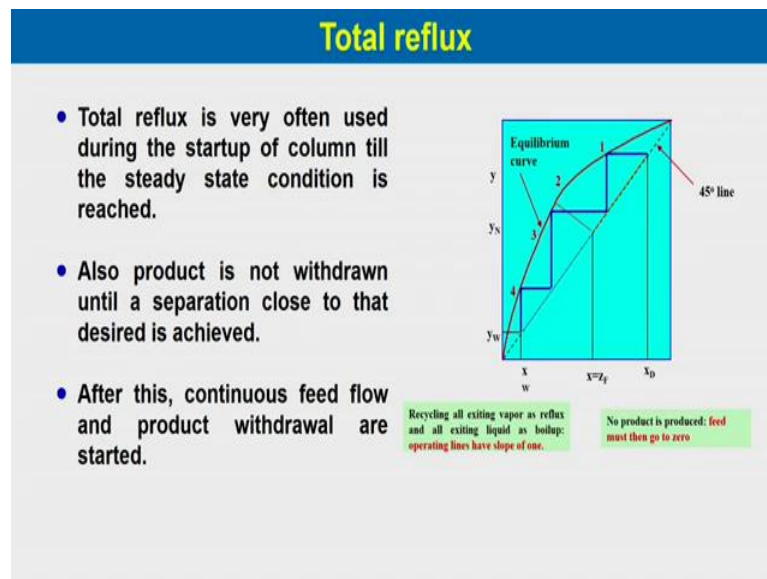 Total reflux
• Total reflux is very often used
during the startup of column till
the steady state condition is
reached.
• Also product is not withdrawn
until a separation close to that
desired is achieved.
• After this, continuous feed flow
and product withdrawal are
started.
Equilibrium
curve
1
y
2
45° line
yN
3
4
yW
x
w
x=zF
xD
Recycling all exiting vapor as reflux
and all exiting liquid as boilup:
operating lines have slope of one.
No product is produced: feed
must then go to zero